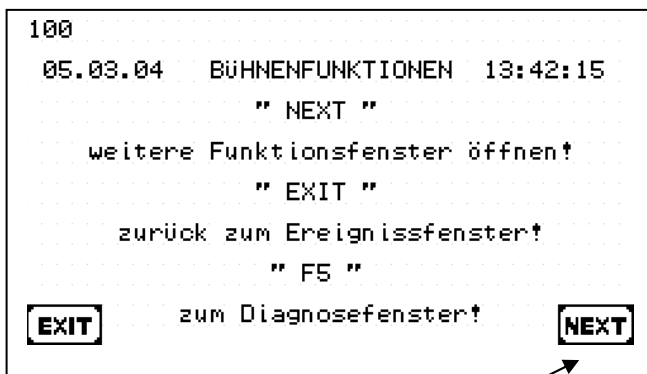 100
05.03.04 BÜHNENFUNKTIONEN 13:42:15
" NEXT "
weitere Funktionsfenster öffnen!
" EXIT "
zurück zum Ereignissfenster!
" F5 "
zum Diagnosefenster!
EXIT NEXT